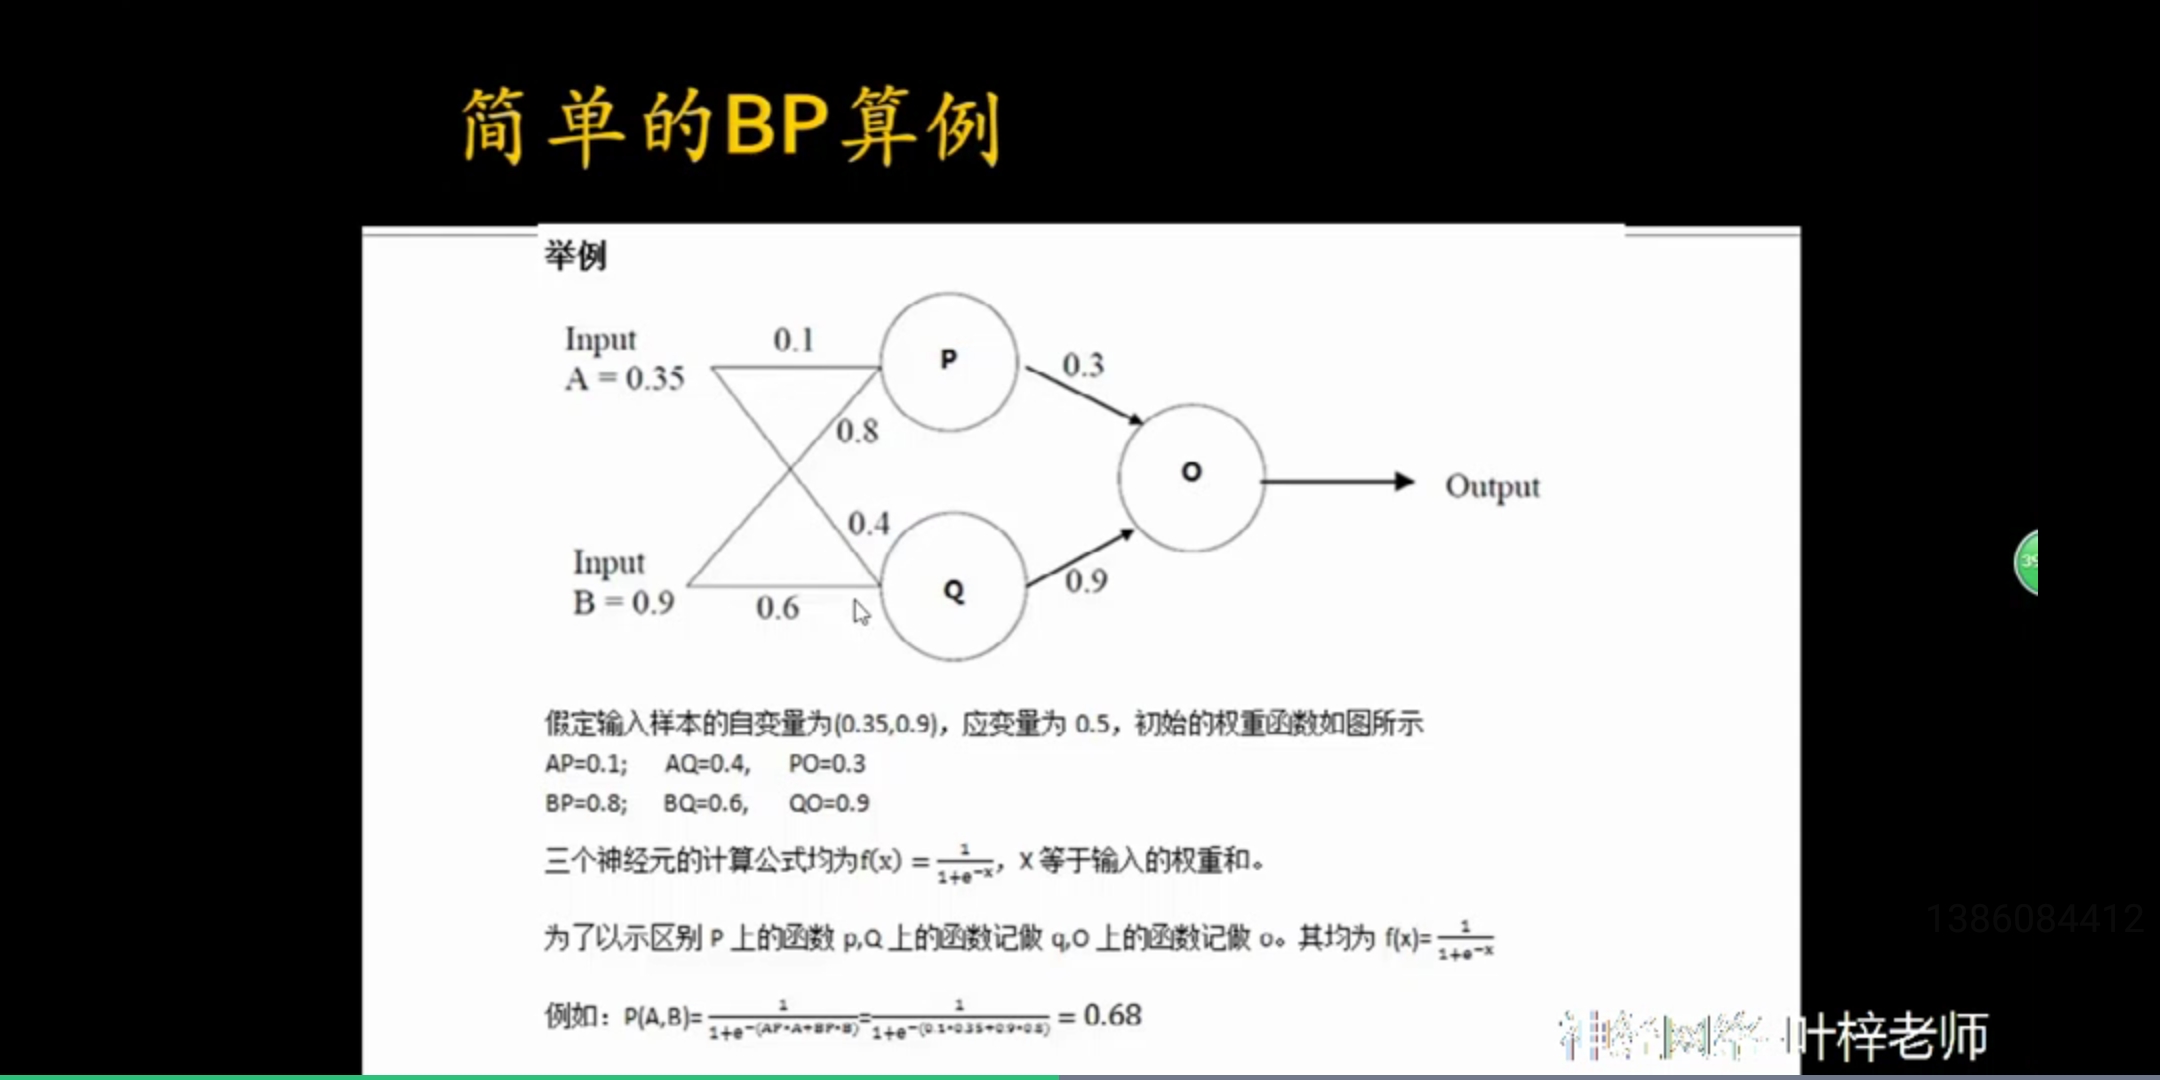 简单的BP算例
举例
Input
A = 0.35
0.1
P
0.3
0.8
O
Output
0.4
Input
B = 0.9
0.6
Q
0.9
假定输入样本的自变量为(0.35,0.9)，应变量为 0.5，初始的权重函数如图所示
AP=0.1; AQ=0.4, PO=0.3
BP=0.8; BQ=0.6, QO=0.9
三个神经元的计算公式均为f(x) = 1/(1+e^-x)，X 等于输入的权重和。
为了以示区别 P 上的函数 p,Q 上的函数记做 q,O 上的函数记做 o。其均为 f(x)= 1/(1+e^-x)
例如：P(A,B)= 1/(1+e^-(AP*A+BP*B)) = 1/(1+e^-(0.1*0.35+0.9*0.8)) = 0.68
叶梓老师
1386084412